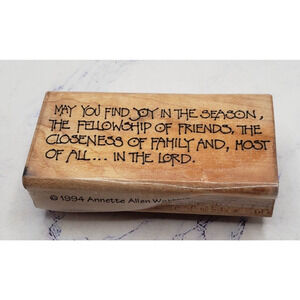 MAY YOU FIND JOY IN THE SEASON,
THE FELLOWSHIP OF FRIENDS, THE
CLOSENESS OF FAMILY AND, MOST
OF ALL... IN THE LORD.
© 1994 Annette Allen